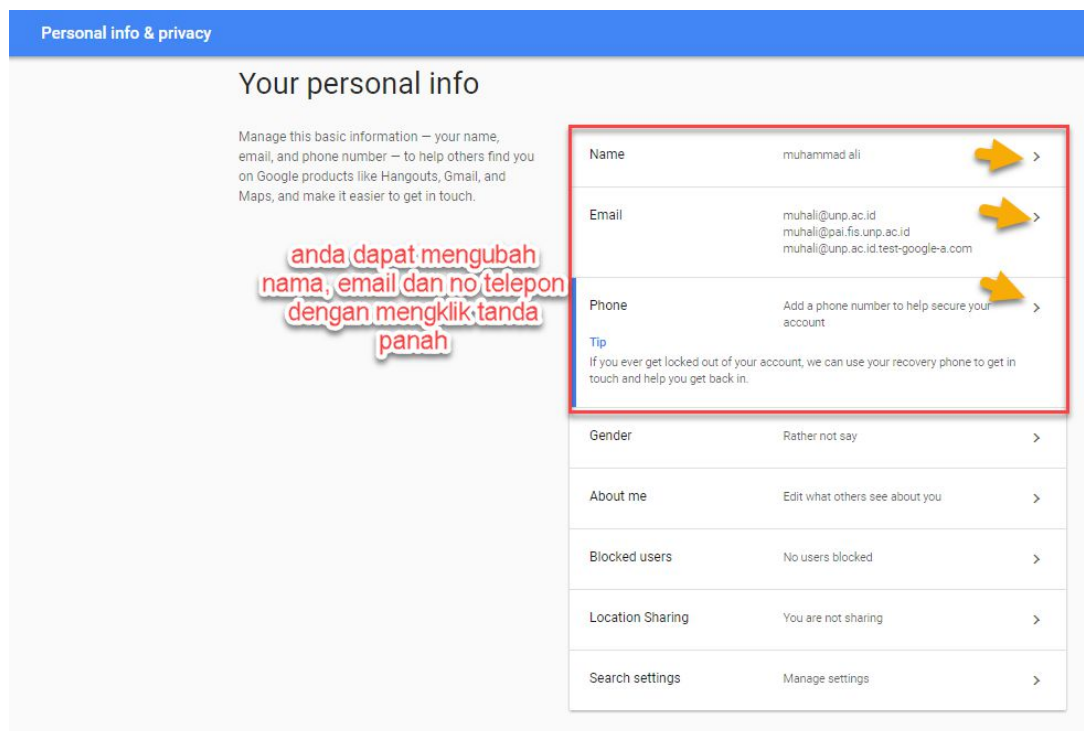 Personal info & privacy
Your personal info
Manage this basic information — your name,
email, and phone number — to help others find you
on Google products like Hangouts, Gmail, and
Maps, and make it easier to get in touch.
anda dapat mengubah
nama, email dan no telepon
dengan mengklik tanda
panah
Name
muhammad ali
Email
muhali@unp.ac.id
muhali@pai.fis.unp.ac.id
muhali@unp.ac.id.test-google-a.com
Phone
Add a phone number to help secure your
account
Tip
If you ever get locked out of your account, we can use your recovery phone to get in
touch and help you get back in.
Gender
Rather not say
About me
Edit what others see about you
Blocked users
No users blocked
Location Sharing
You are not sharing
Search settings
Manage settings